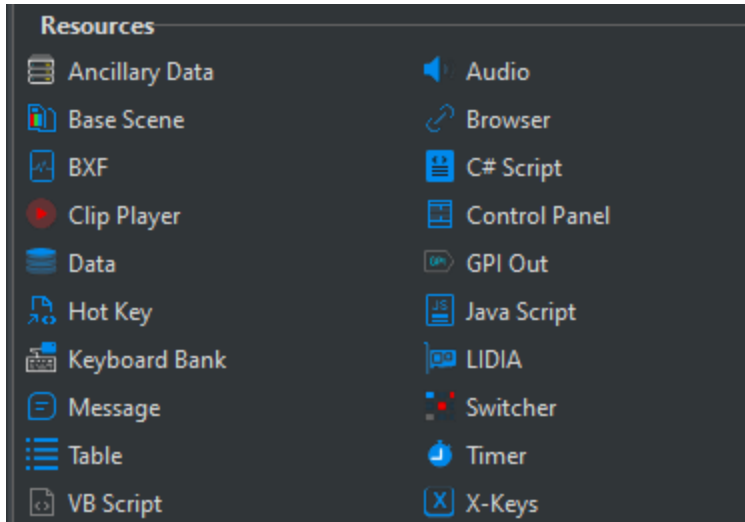 Resources
Ancillary Data
Audio
Base Scene
Browser
BXF
C# Script
Clip Player
Control Panel
Data
GPI Out
Hot Key
Java Script
Keyboard Bank
LIDIA
Message
Switcher
Table
Timer
VB Script
X-Keys